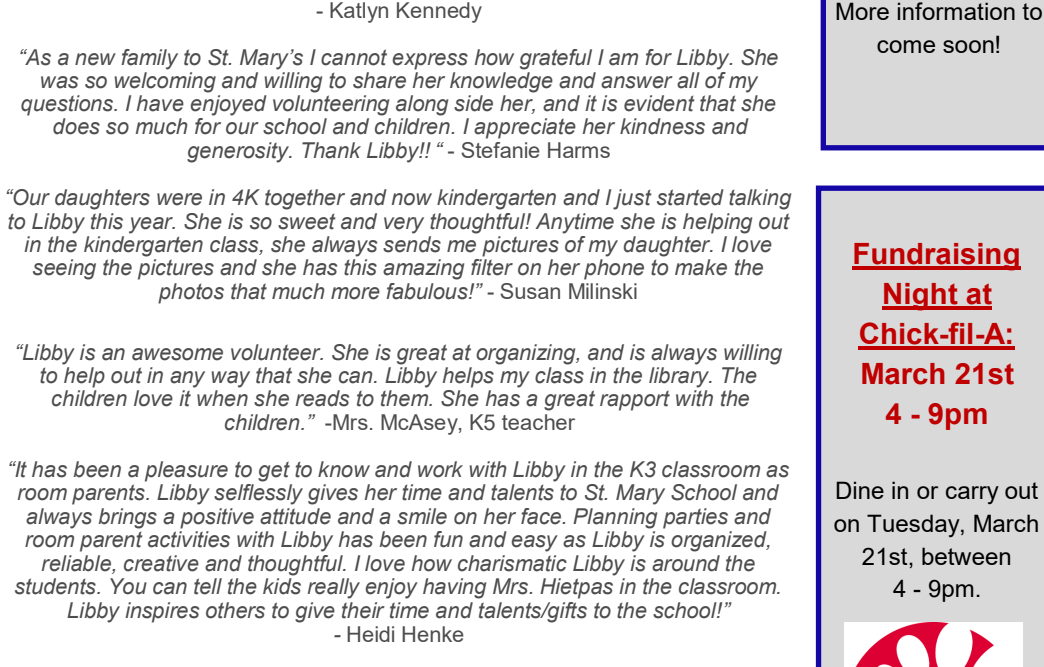 - Katlyn Kennedy
“As a new family to St. Mary’s I cannot express how grateful I am for Libby. She
was so welcoming and willing to share her knowledge and answer all of my
questions. I have enjoyed volunteering along side her, and it is evident that she
does so much for our school and children. I appreciate her kindness and
generosity. Thank Libby!! “ - Stefanie Harms
“Our daughters were in 4K together and now kindergarten and I just started talking
to Libby this year. She is so sweet and very thoughtful! Anytime she is helping out
in the kindergarten class, she always sends me pictures of my daughter. I love
seeing the pictures and she has this amazing filter on her phone to make the
photos that much more fabulous!” - Susan Milinski
“Libby is an awesome volunteer. She is great at organizing, and is always willing
to help out in any way that she can. Libby helps my class in the library. The
children love it when she reads to them. She has a great rapport with the
children.”  -Mrs. McAsey, K5 teacher
“It has been a pleasure to get to know and work with Libby in the K3 classroom as
room parents. Libby selflessly gives her time and talents to St. Mary School and
always brings a positive attitude and a smile on her face. Planning parties and
room parent activities with Libby has been fun and easy as Libby is organized,
reliable, creative and thoughtful. I love how charismatic Libby is around the
students. You can tell the kids really enjoy having Mrs. Hietpas in the classroom.
Libby inspires others to give their time and talents/gifts to the school!”
- Heidi Henke
More information to
come soon!
Fundraising
Night at
Chick-fil-A:
March 21st
4 - 9pm
Dine in or carry out
on Tuesday, March
21st, between
4 - 9pm.